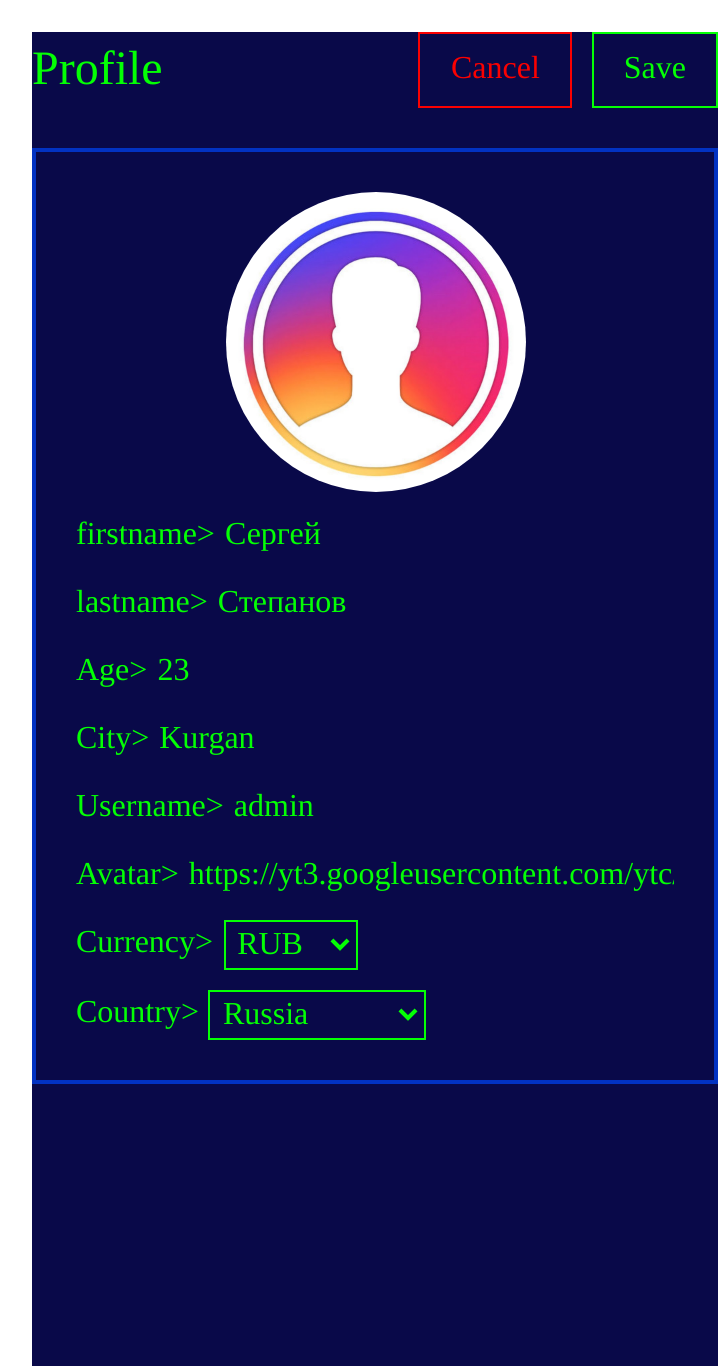 Profile
Cancel
Save
firstname> Сергей
lastname> Степанов
Age> 23
City> Kurgan
Username> admin
Avatar> https://yt3.googleusercontent.com/ytc
Currency> RUB
Country> Russia